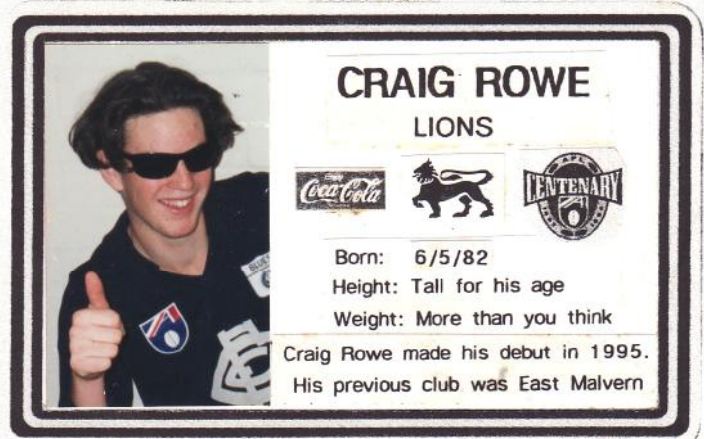 CRAIG ROWE
LIONS
Enjoy
Coca-Cola
CENTENARY
Born: 6/5/82
Height: Tall for his age
Weight: More than you think
Craig Rowe made his debut in 1995.
His previous club was East Malvern